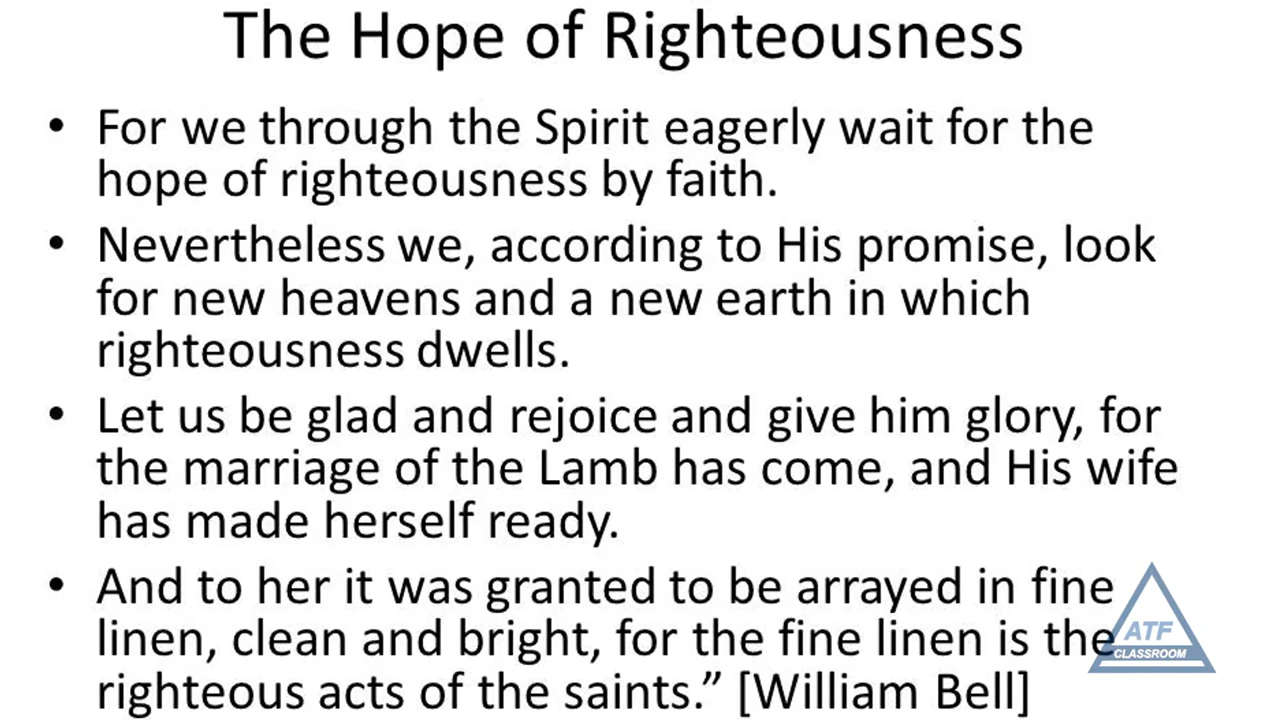 The Hope of Righteousness
• For we through the Spirit eagerly wait for the
hope of righteousness by faith.
• Nevertheless we, according to His promise, look
for new heavens and a new earth in which
righteousness dwells.
• Let us be glad and rejoice and give him glory, for
the marriage of the Lamb has come, and His wife
has made herself ready.
• And to her it was granted to be arrayed in fine
linen, clean and bright, for the fine linen is the
righteous acts of the saints.” [William Bell]
ATF
CLASSROOM